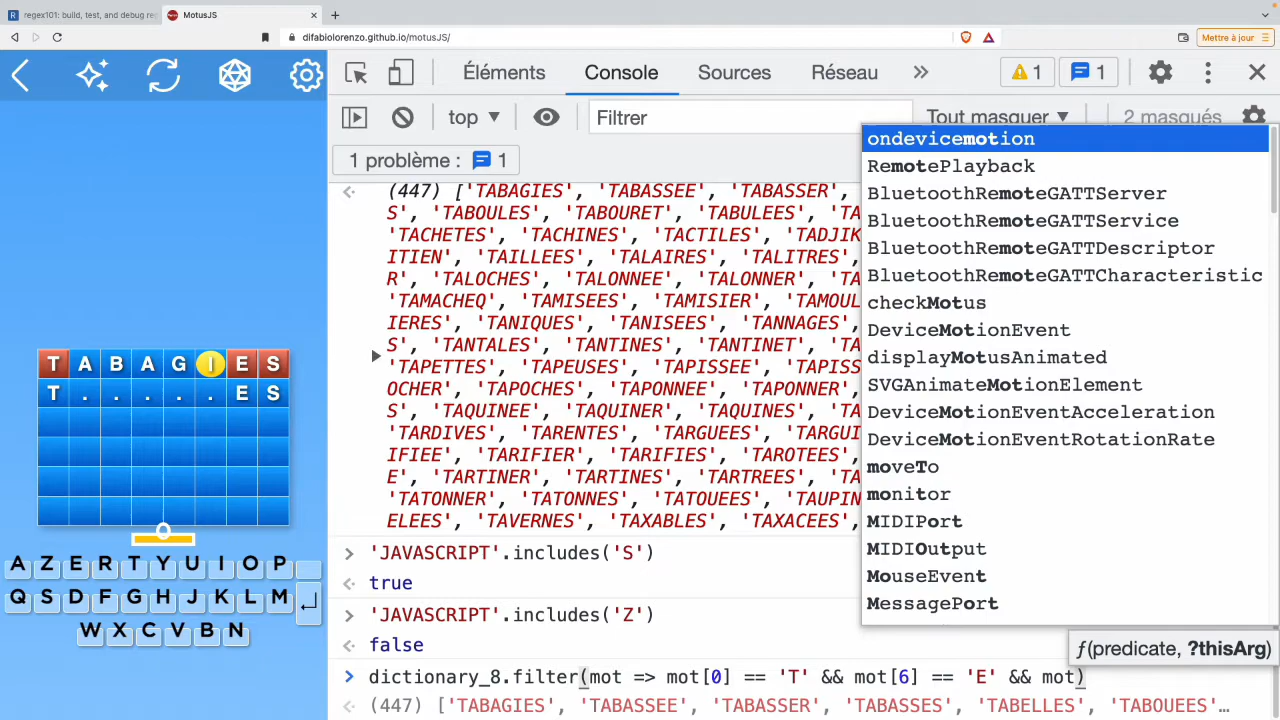 regex101: build, test, and debug re
MotusJS
difabiolorenzo.github.io/motusJS/
Mettre à jour
Éléments Console Sources Réseau
1 1
top Filtrer Tout masquer 2 masqués
1 problème : 1
(447) ['TABAGIES', 'TABASSEE', 'TABASSER',
S', 'TABOULES', 'TABOURET', 'TABULEES', 'TA
'TACHETES', 'TACHINES', 'TACTILES', 'TADJIK
ITIEN', 'TAILLEES', 'TALAIRES', 'TALITRES',
R', 'TALOCHES', 'TALONNEE', 'TALONNER',
'TAMACHEQ', 'TAMISEES', 'TAMISIER', 'TAMOUL
IERES', 'TANIQUES', 'TANISEES', 'TANNAGES',
S', 'TANTALES', 'TANTINES', 'TANTINET',
'TAPETTES', 'TAPEUSES', 'TAPISSEE', 'TAPISS
OCHER', 'TAPOCHES', 'TAPONNEE', 'TAPONNER',
S', 'TAQUINEE', 'TAQUINER', 'TAQUINES',
'TARDIVES', 'TARENTES', 'TARGUEES', 'TARGUI
IFIEE', 'TARIFIER', 'TARIFIES', 'TAROTEES',
E', 'TARTINER', 'TARTINES', 'TARTREES',
'TATONNER', 'TATONNES', 'TATOUEES', 'TAUPIN
ELEES', 'TAVERNES', 'TAXABLES', 'TAXACEES',
'JAVASCRIPT'.includes('S')
true
'JAVASCRIPT'.includes('Z')
false
dictionary_8.filter(mot => mot[0] == 'T' && mot[6] == 'E' && mot)
(447) ['TABAGIES', 'TABASSEE', 'TABASSER', 'TABASSES', 'TABELLES', 'TABOUEES'…
ondevicemotion
RemotePlayback
BluetoothRemoteGATTServer
BluetoothRemoteGATTService
BluetoothRemoteGATTDescriptor
BluetoothRemoteGATTCharacteristic
checkMotus
DeviceMotionEvent
displayMotusAnimated
SVGAnimateMotionElement
DeviceMotionEventAcceleration
DeviceMotionEventRotationRate
moveTo
monitor
MIDIPort
MIDIOutput
MouseEvent
MessagePort
ƒ(predicate, ?thisArg)
T A B A G I E S
T . . . . . E S
A Z E R T Y U I O P
Q S D F G H J K L M
W X C V B N